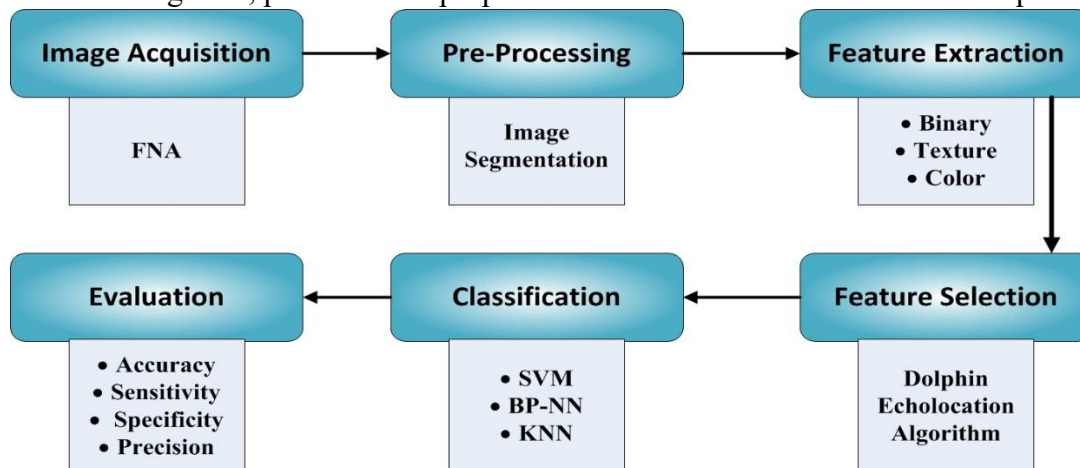 Image Acquisition
FNA
Pre-Processing
Image
Segmentation
Feature Extraction
• Binary
• Texture
• Color
Evaluation
• Accuracy
• Sensitivity
• Specificity
• Precision
Classification
• SVM
• BP-NN
• KNN
Feature Selection
Dolphin
Echolocation
Algorithm